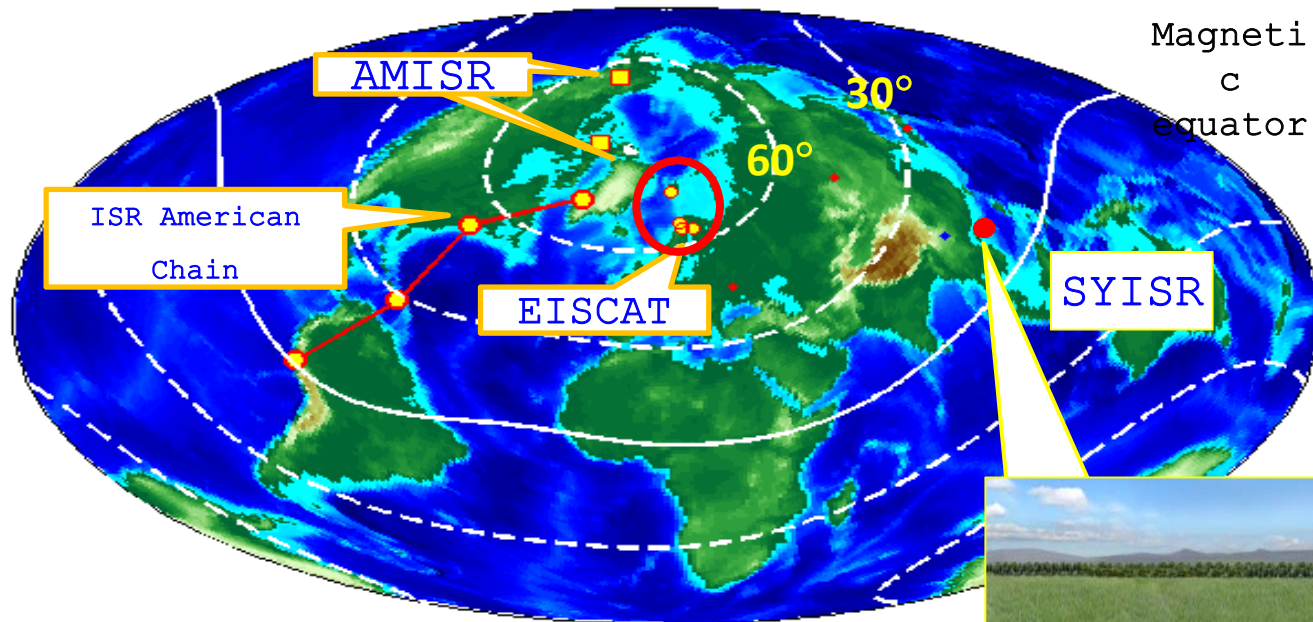 Magneti
c
equator
AMISR
30°
60°
ISR American
Chain
EISCAT
SYISR